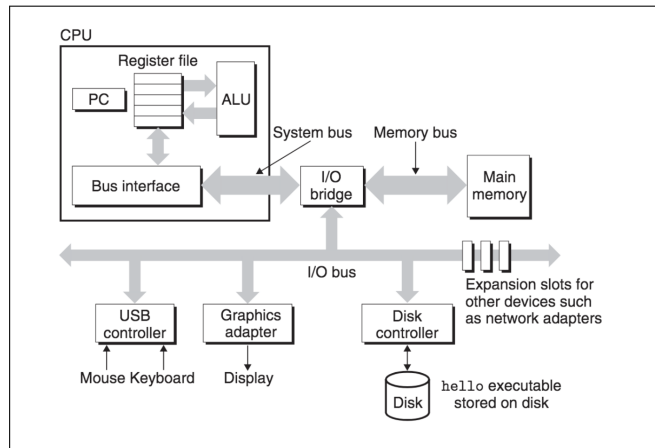 CPU
Register file
PC
ALU
System bus
Memory bus
Bus interface
I/O
bridge
Main
memory
I/O bus
Expansion slots for
other devices such
as network adapters
USB
controller
Graphics
adapter
Disk
controller
Mouse Keyboard
Display
Disk
hello executable
stored on disk